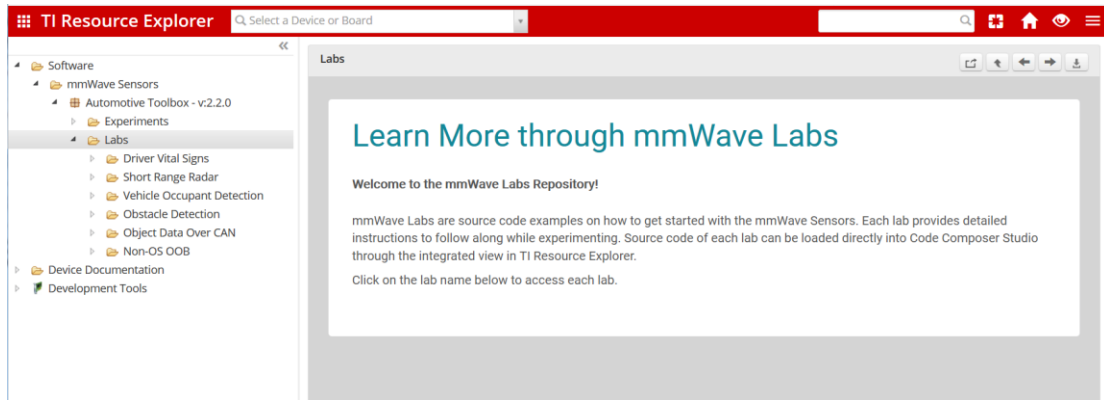 TI Resource Explorer
Select a Device or Board
Software
mmWave Sensors
Automotive Toolbox - v:2.2.0
Experiments
Labs
Driver Vital Signs
Short Range Radar
Vehicle Occupant Detection
Obstacle Detection
Object Data Over CAN
Non-OS OOB
Device Documentation
Development Tools
Labs
Learn More through mmWave Labs
Welcome to the mmWave Labs Repository!
mmWave Labs are source code examples on how to get started with the mmWave Sensors. Each lab provides detailed
instructions to follow along while experimenting. Source code of each lab can be loaded directly into Code Composer Studio
through the integrated view in TI Resource Explorer.
Click on the lab name below to access each lab.